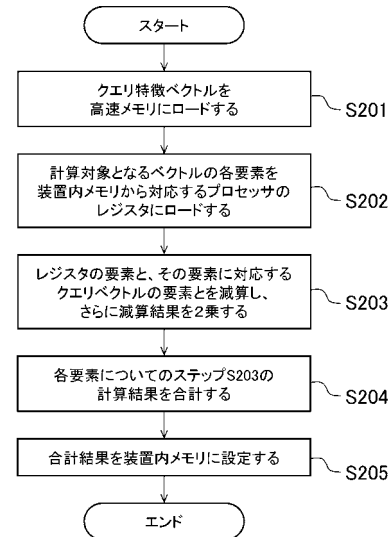 スタート
クエリ特徴ベクトルを
高速メモリにロードする
S201
計算対象となるベクトルの各要素を
装置内メモリから対応するプロセッサの
レジスタにロードする
S202
レジスタの要素と、その要素に対応する
クエリベクトルの要素とを減算し、
さらに減算結果を2乗する
S203
各要素についてのステップS203の
計算結果を合計する
S204
合計結果を装置内メモリに設定する
S205
エンド